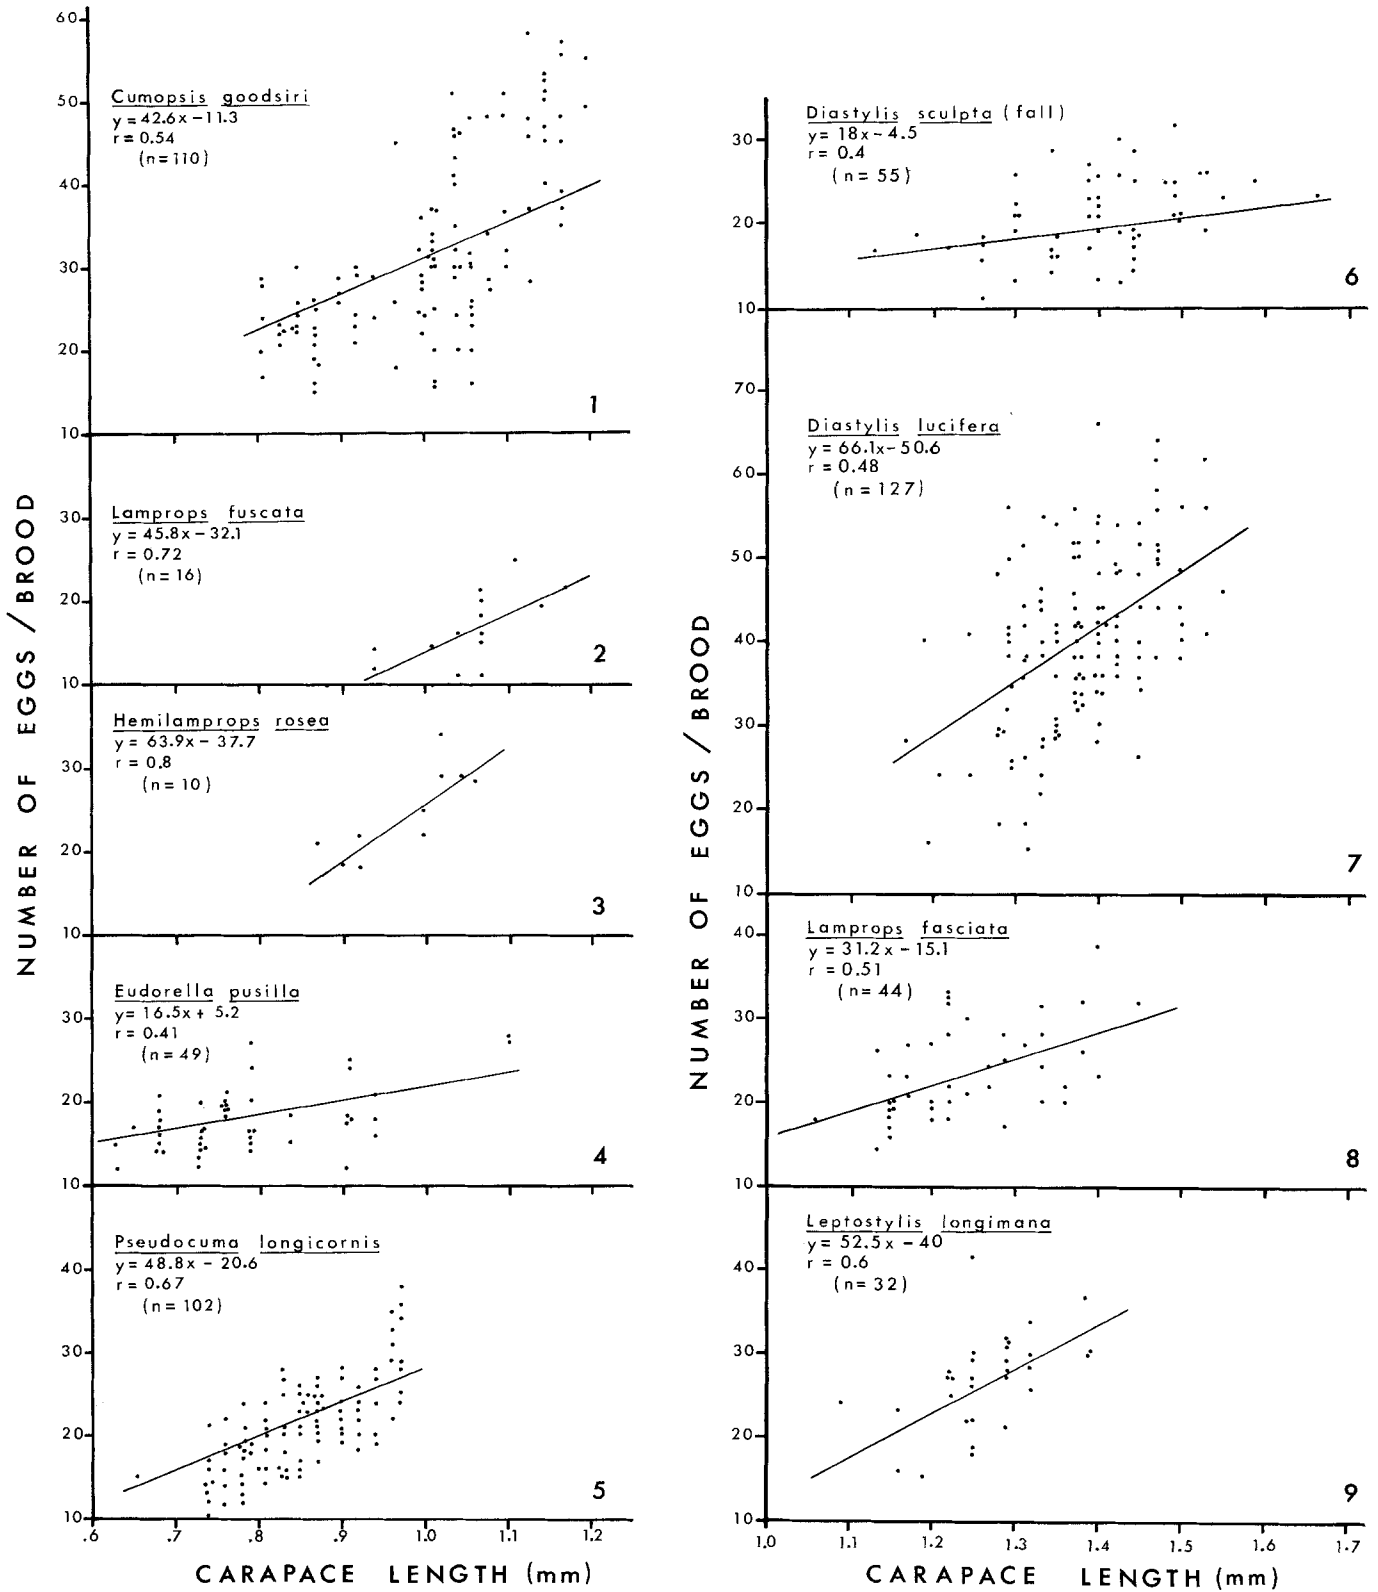 NUMBER OF EGGS / BROOD
60
50
40
30
20
10
Cumopsis goodsiri
y = 42.6x - 11.3
r = 0.54
(n = 110)
1
30
20
10
Lamprops fuscata
y = 45.8x - 32.1
r = 0.72
(n = 16)
2
30
20
10
Hemilamprops rosea
y = 63.9x - 37.7
r = 0.8
(n = 10)
3
30
20
10
Eudorella pusilla
y = 16.5x + 5.2
r = 0.41
(n = 49)
4
40
30
20
10
Pseudocuma longicornis
y = 48.8x - 20.6
r = 0.67
(n = 102)
5
.6 .7 .8 .9 1.0 1.1 1.2
CARAPACE LENGTH (mm)
NUMBER OF EGGS / BROOD
30
20
10
Diastylis sculpta (fall)
y = 18x - 4.5
r = 0.4
(n = 55)
6
70
60
50
40
30
20
10
Diastylis lucifera
y = 66.1x - 50.6
r = 0.48
(n = 127)
7
40
30
20
10
Lamprops fasciata
y = 31.2x - 15.1
r = 0.51
(n = 44)
8
40
30
20
10
Leptostylis longimana
y = 52.5x - 40
r = 0.6
(n = 32)
9
1.0 1.1 1.2 1.3 1.4 1.5 1.6 1.7
CARAPACE LENGTH (mm)